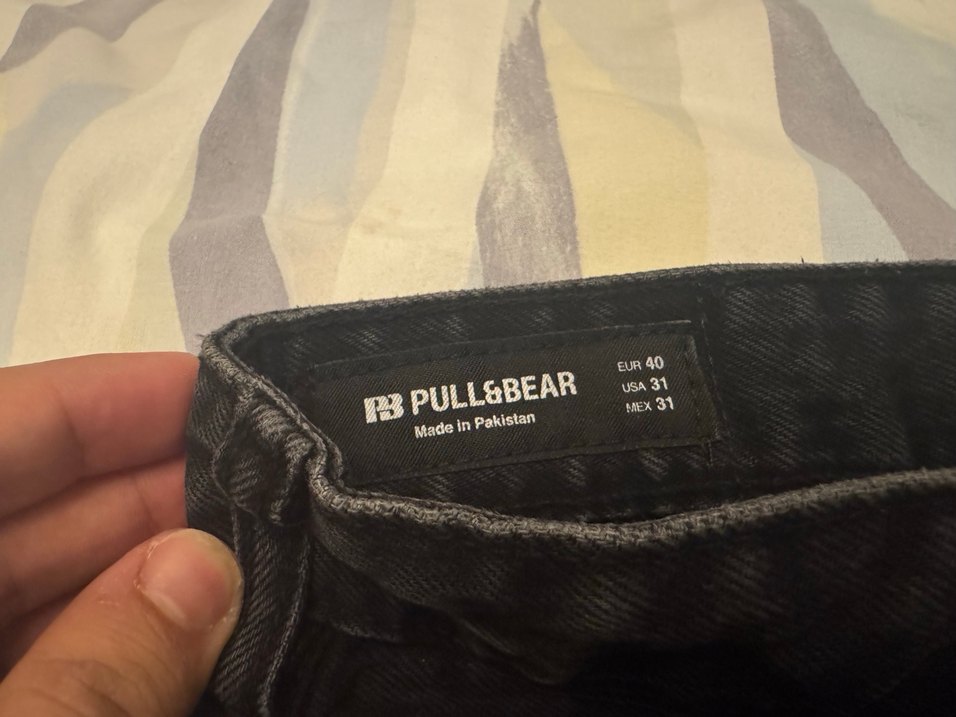 PB PULL&BEAR
Made in Pakistan
EUR 40
USA 31
MEX 31